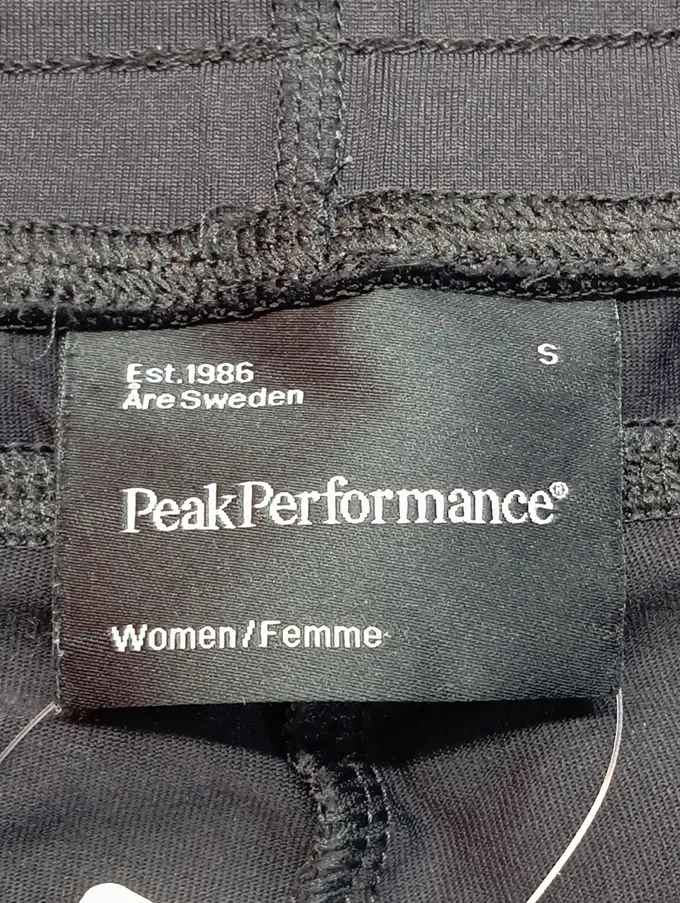 Est.1986
S
Åre Sweden
PeakPerformance®
Women/Femme